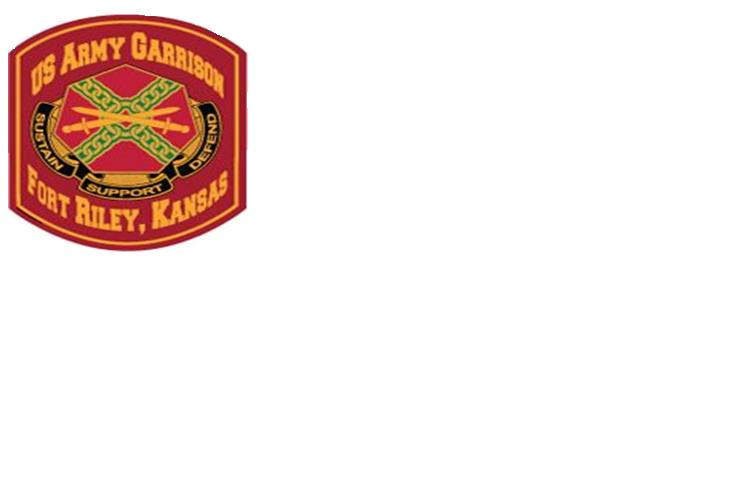 US ARMY GARRISON
SUSTAIN
SUPPORT
DEFEND
FORT RILEY, KANSAS